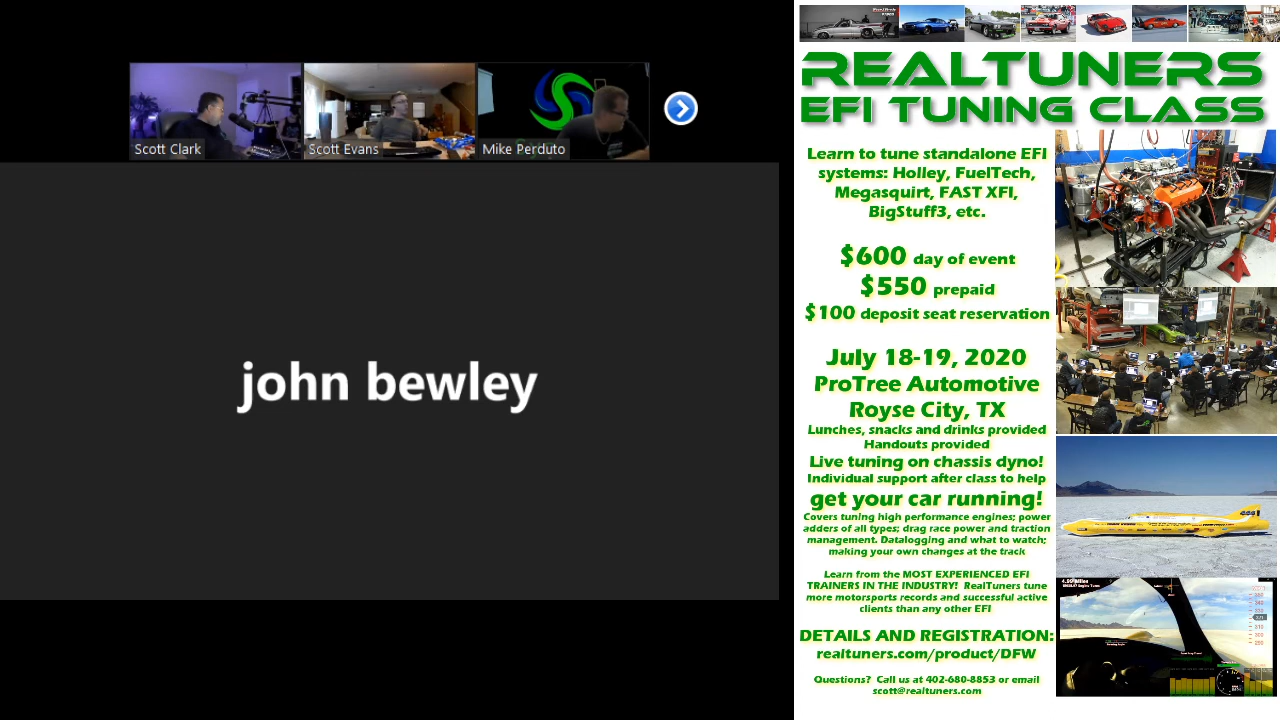 Scott Clark
Scott Evans
Mike Perduto
john bewley
REALTUNERS
EFI TUNING CLASS
Learn to tune standalone EFI
systems: Holley, FuelTech,
Megasquirt, FAST XFI,
BigStuff3, etc.
$600 day of event
$550 prepaid
$100 deposit seat reservation
July 18-19, 2020
ProTree Automotive
Royse City, TX
Lunches, snacks and drinks provided
Handouts provided
Live tuning on chassis dyno!
Individual support after class to help
get your car running!
Covers tuning high performance engines; power
adders of all types; drag race power and traction
management. Datalogging and what to watch;
making your own changes at the track
Learn from the MOST EXPERIENCED EFI
TRAINERS IN THE INDUSTRY! RealTuners tune
more motorsports records and successful active
clients than any other EFI
DETAILS AND REGISTRATION:
realtuners.com/product/DFW
Questions? Call us at 402-680-8853 or email
scott@realtuners.com